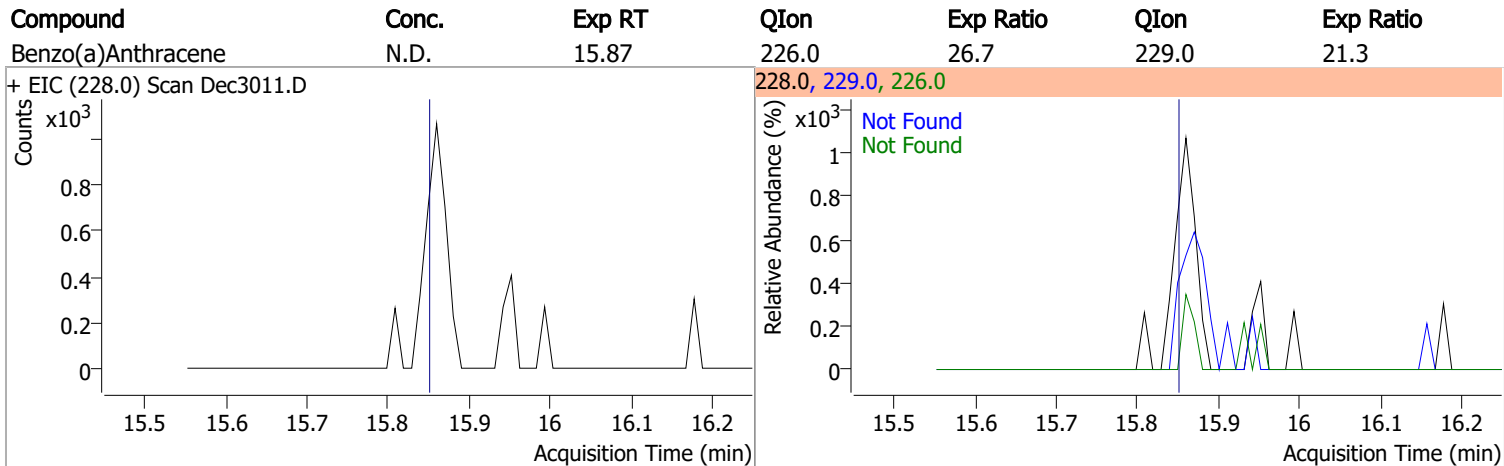 Compound Conc. Exp RT QIon Exp Ratio QIon Exp Ratio
Benzo(a)Anthracene N.D. 15.87 226.0 26.7 229.0 21.3
+ EIC (228.0) Scan Dec3011.D
Counts
x10³
0.8
0.6
0.4
0.2
0
15.5 15.6 15.7 15.8 15.9 16 16.1 16.2
Acquisition Time (min)
228.0, 229.0, 226.0
Relative Abundance (%)
x10³
Not Found
Not Found
1
0.8
0.6
0.4
0.2
0
15.5 15.6 15.7 15.8 15.9 16 16.1 16.2
Acquisition Time (min)